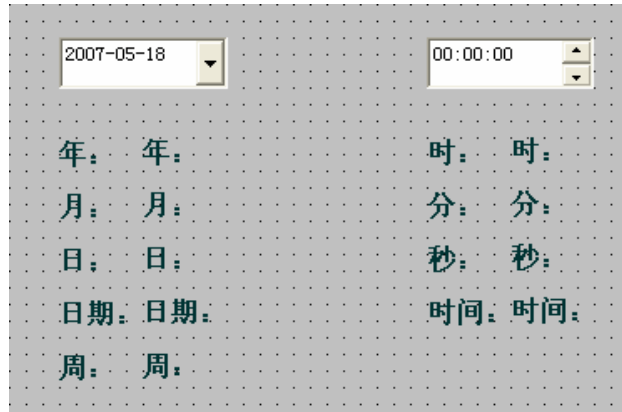 2007-05-18 00:00:00
年： 年： 时： 时：
月： 月： 分： 分：
日： 日： 秒： 秒：
日期： 日期： 时间： 时间：
周： 周：